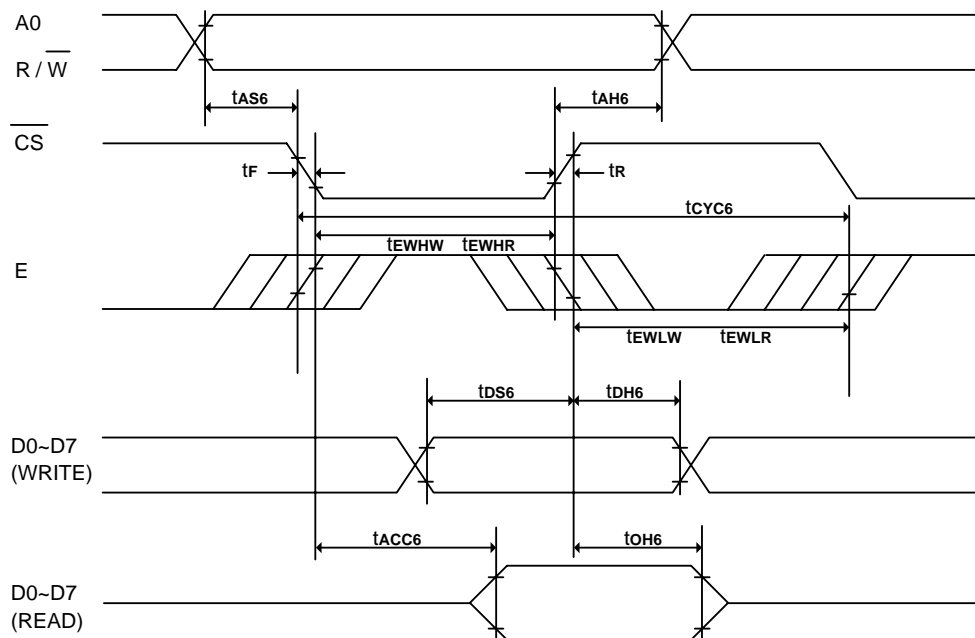 A0
R / W
tAS6 tAH6
CS
tF tR
tCYC6
tEWHW tEWHR
E
tEWLW tEWLR
tDS6 tDH6
D0~D7
(WRITE)
tACC6 tOH6
D0~D7
(READ)